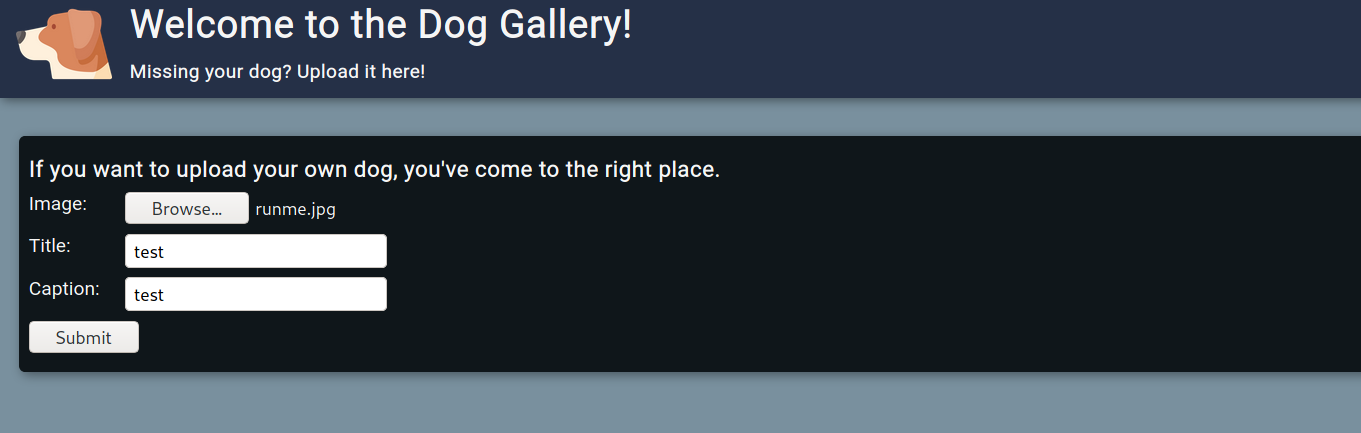 Welcome to the Dog Gallery!
Missing your dog? Upload it here!
If you want to upload your own dog, you've come to the right place.
Image: Browse... runme.jpg
Title: test
Caption: test
Submit